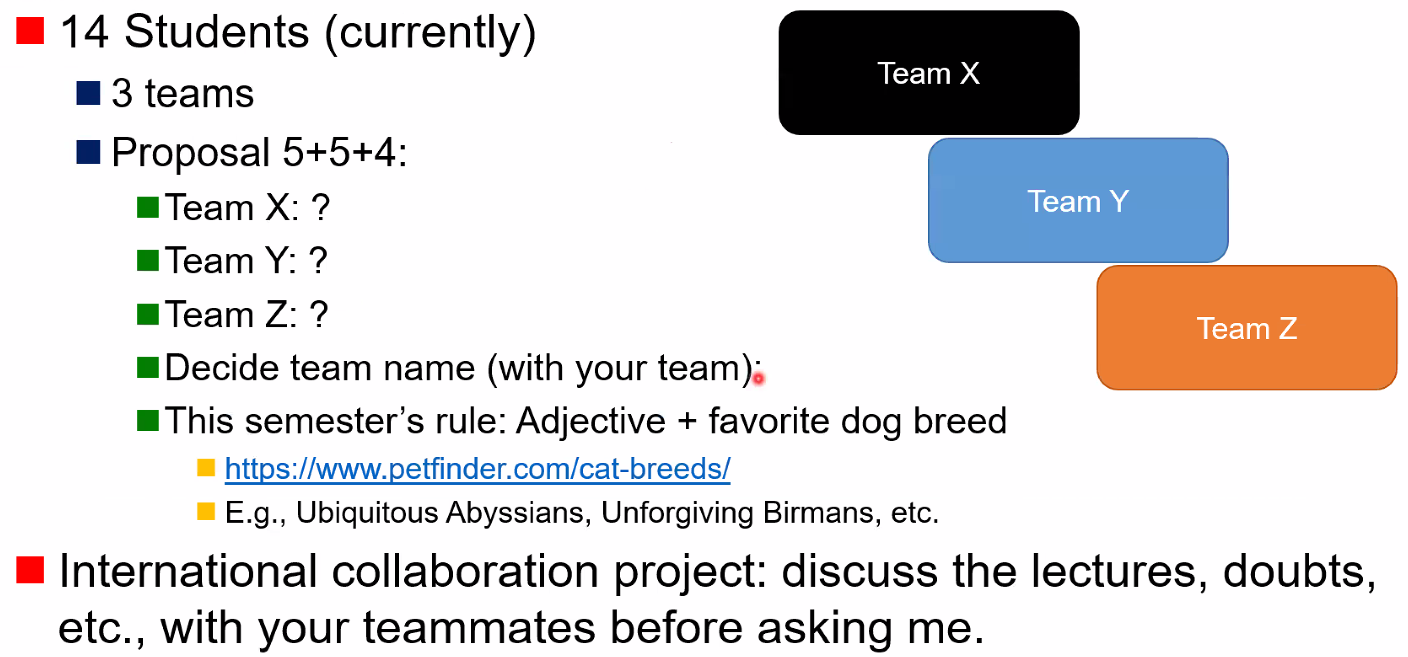 14 Students (currently)
3 teams
Proposal 5+5+4:
Team X: ?
Team Y: ?
Team Z: ?
Decide team name (with your team):
This semester’s rule: Adjective + favorite dog breed
https://www.petfinder.com/cat-breeds/
E.g., Ubiquitous Abyssians, Unforgiving Birmans, etc.
International collaboration project: discuss the lectures, doubts,
etc., with your teammates before asking me.
Team X
Team Y
Team Z